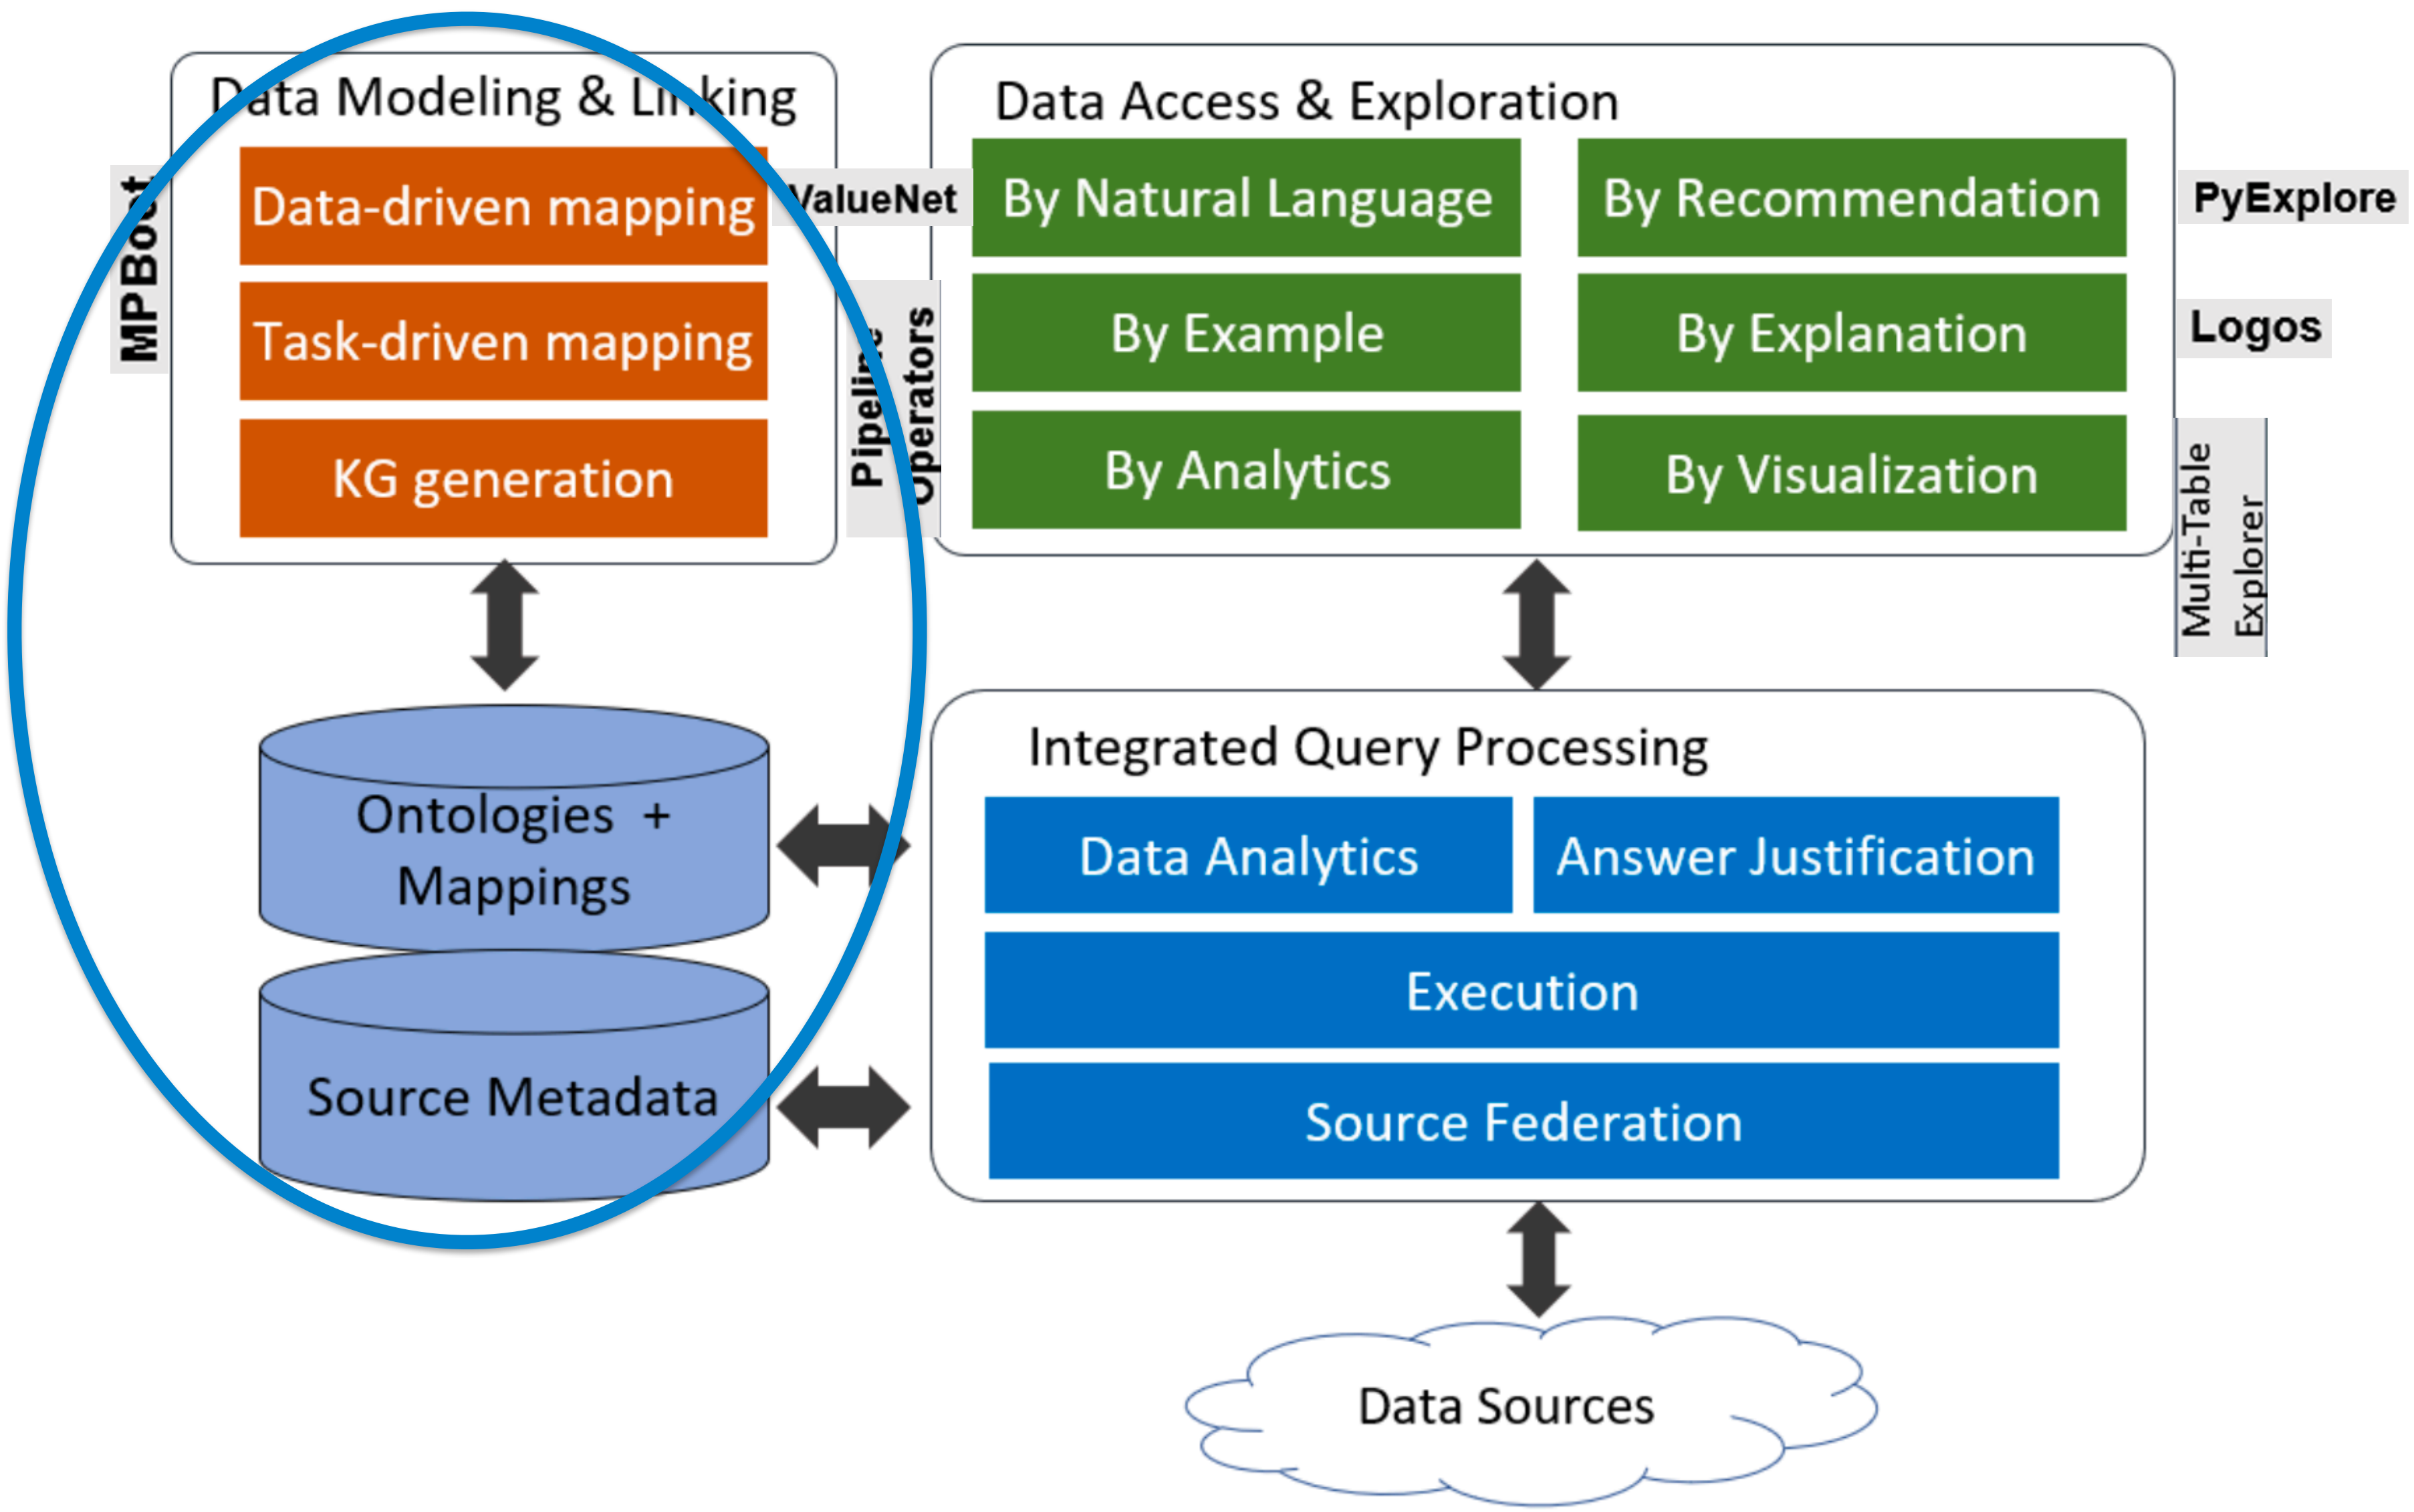 Data Modeling & Linking
MPBoot
Data-driven mapping
Task-driven mapping
KG generation
ValueNet
Pipeline
Operators
Data Access & Exploration
By Natural Language
By Recommendation
By Example
By Explanation
By Analytics
By Visualization
PyExplore
Logos
Multi-Table
Explorer
Ontologies +
Mappings
Source Metadata
Integrated Query Processing
Data Analytics
Answer Justification
Execution
Source Federation
Data Sources